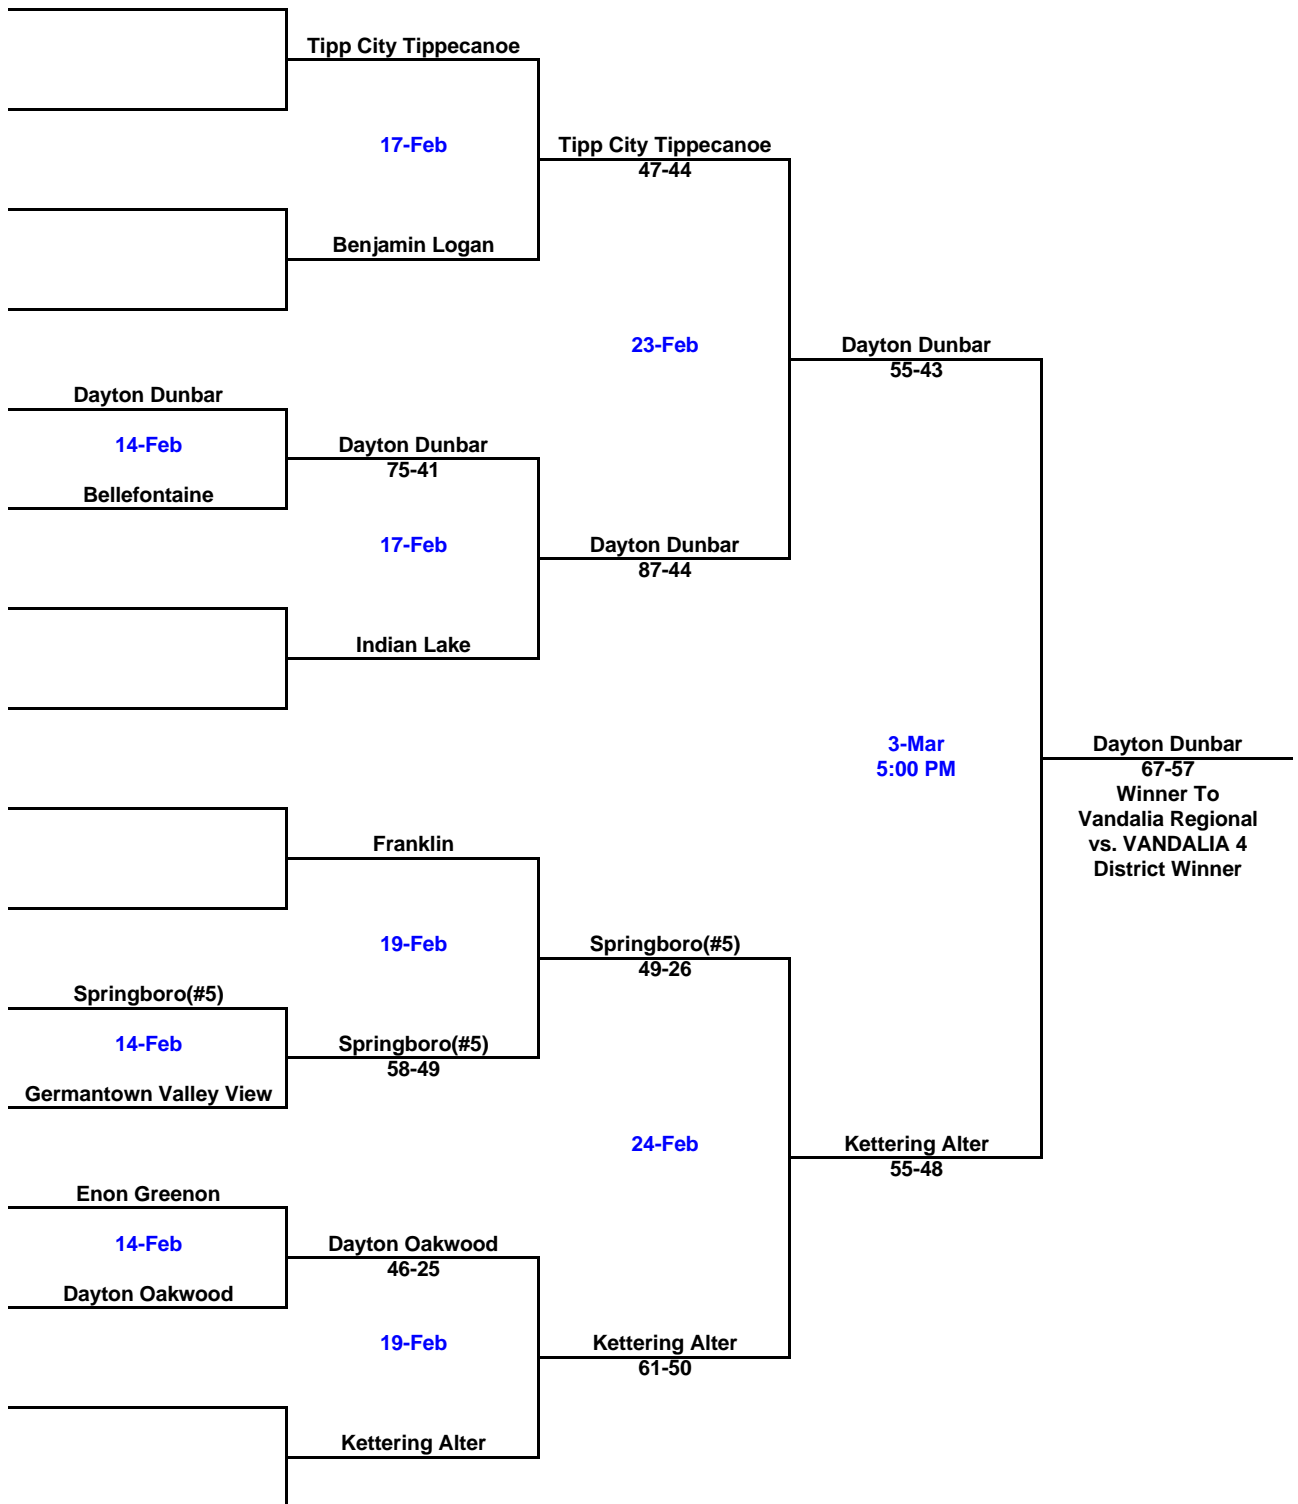 Tipp City Tippecanoe
17-Feb
Tipp City Tippecanoe
47-44
Benjamin Logan
23-Feb
Dayton Dunbar
55-43
Dayton Dunbar
14-Feb
Dayton Dunbar
75-41
Bellefontaine
17-Feb
Dayton Dunbar
87-44
Indian Lake
3-Mar
5:00 PM
Dayton Dunbar
67-57
Winner To
Vandalia Regional
vs. VANDALIA 4
District Winner
Franklin
19-Feb
Springboro(#5)
49-26
Springboro(#5)
14-Feb
Springboro(#5)
58-49
Germantown Valley View
24-Feb
Kettering Alter
55-48
Enon Greenon
14-Feb
Dayton Oakwood
46-25
Dayton Oakwood
19-Feb
Kettering Alter
61-50
Kettering Alter